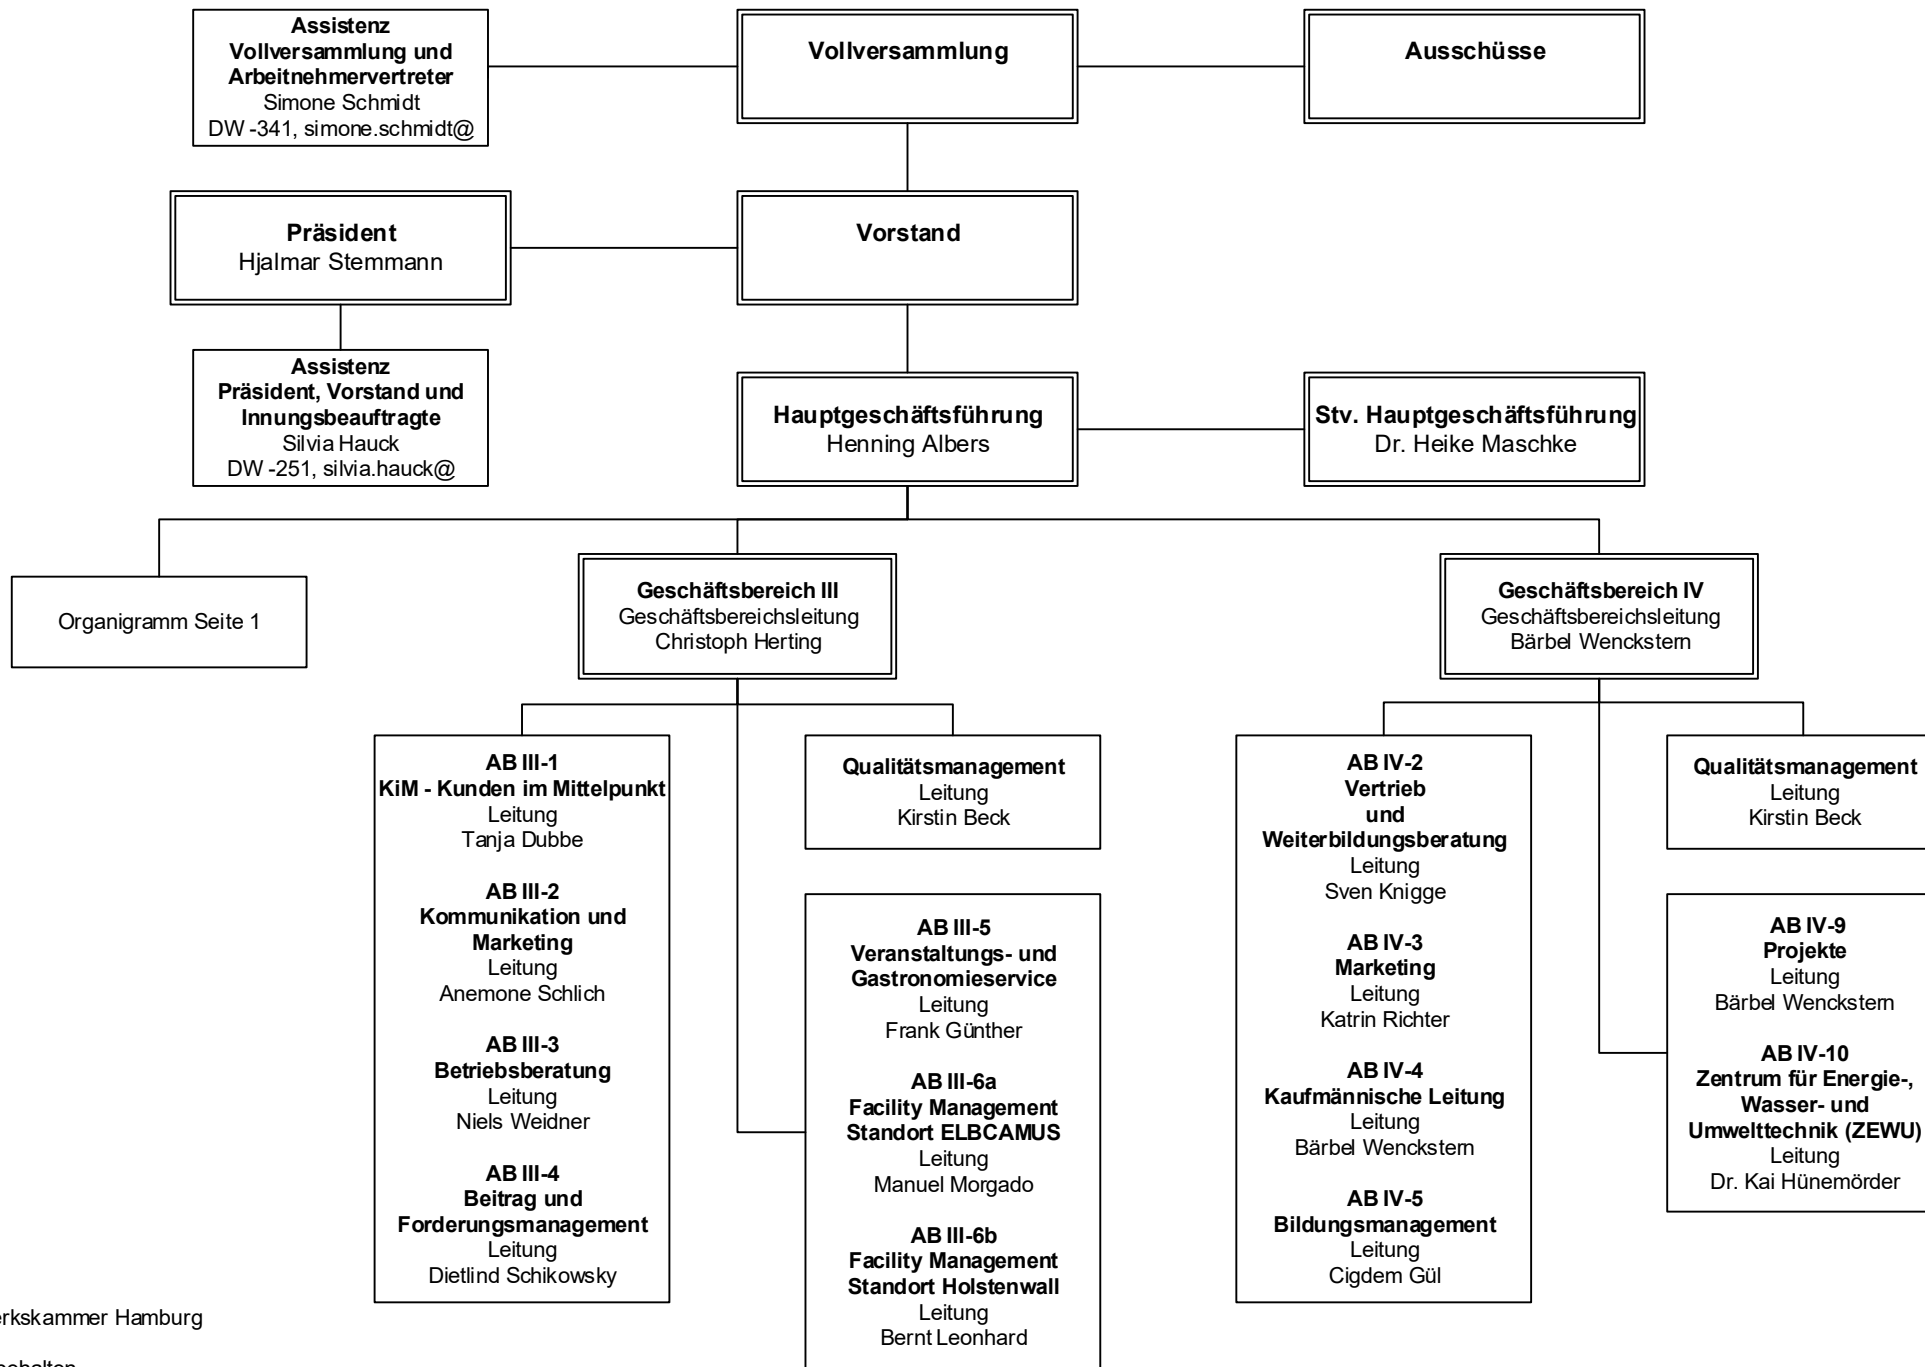 Assistenz
Vollversammlung und
Arbeitnehmervertreter
Simone Schmidt
DW -341, simone.schmidt@
Vollversammlung
Ausschüsse
Präsident
Hjalmar Stemmann
Vorstand
Assistenz
Präsident, Vorstand und
Innungsbeauftragte
Silvia Hauck
DW -251, silvia.hauck@
Hauptgeschäftsführung
Henning Albers
Stv. Hauptgeschäftsführung
Dr. Heike Maschke
Organigramm Seite 1
Geschäftsbereich III
Geschäftsbereichsleitung
Christoph Herting
Geschäftsbereich IV
Geschäftsbereichsleitung
Bärbel Wenckstern
AB III-1
KiM - Kunden im Mittelpunkt
Leitung
Tanja Dubbe
AB III-2
Kommunikation und
Marketing
Leitung
Anemone Schlich
AB III-3
Betriebsberatung
Leitung
Niels Weidner
AB III-4
Beitrag und
Forderungsmanagement
Leitung
Dietlind Schikowsky
Qualitätsmanagement
Leitung
Kirstin Beck
AB III-5
Veranstaltungs- und
Gastronomieservice
Leitung
Frank Günther
AB III-6a
Facility Management
Standort ELBCAMUS
Leitung
Manuel Morgado
AB III-6b
Facility Management
Standort Holstenwall
Leitung
Bernt Leonhard
AB IV-2
Vertrieb
und
Weiterbildungsberatung
Leitung
Sven Knigge
AB IV-3
Marketing
Leitung
Katrin Richter
AB IV-4
Kaufmännische Leitung
Leitung
Bärbel Wenckstern
AB IV-5
Bildungsmanagement
Leitung
Cigdem Gül
Qualitätsmanagement
Leitung
Kirstin Beck
AB IV-9
Projekte
Leitung
Bärbel Wenckstern
AB IV-10
Zentrum für Energie-,
Wasser- und
Umwelttechnik (ZEWU)
Leitung
Dr. Kai Hünemörder
erkskammer Hamburg